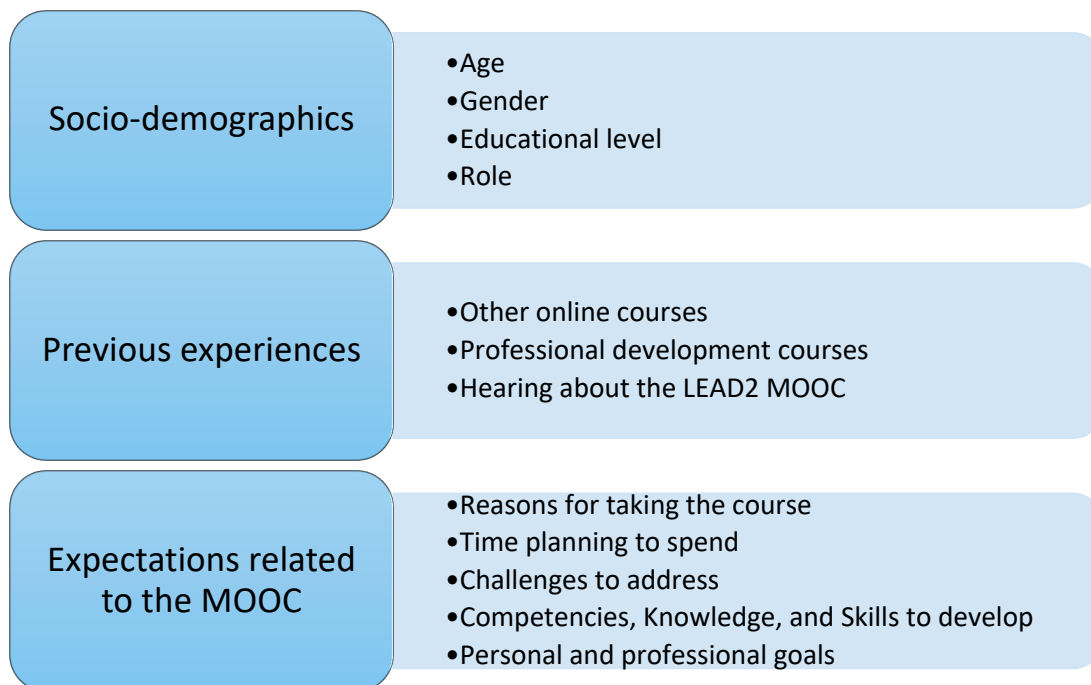 Socio-demographics
•Age
•Gender
•Educational level
•Role
Previous experiences
•Other online courses
•Professional development courses
•Hearing about the LEAD2 MOOC
Expectations related
to the MOOC
•Reasons for taking the course
•Time planning to spend
•Challenges to address
•Competencies, Knowledge, and Skills to develop
•Personal and professional goals